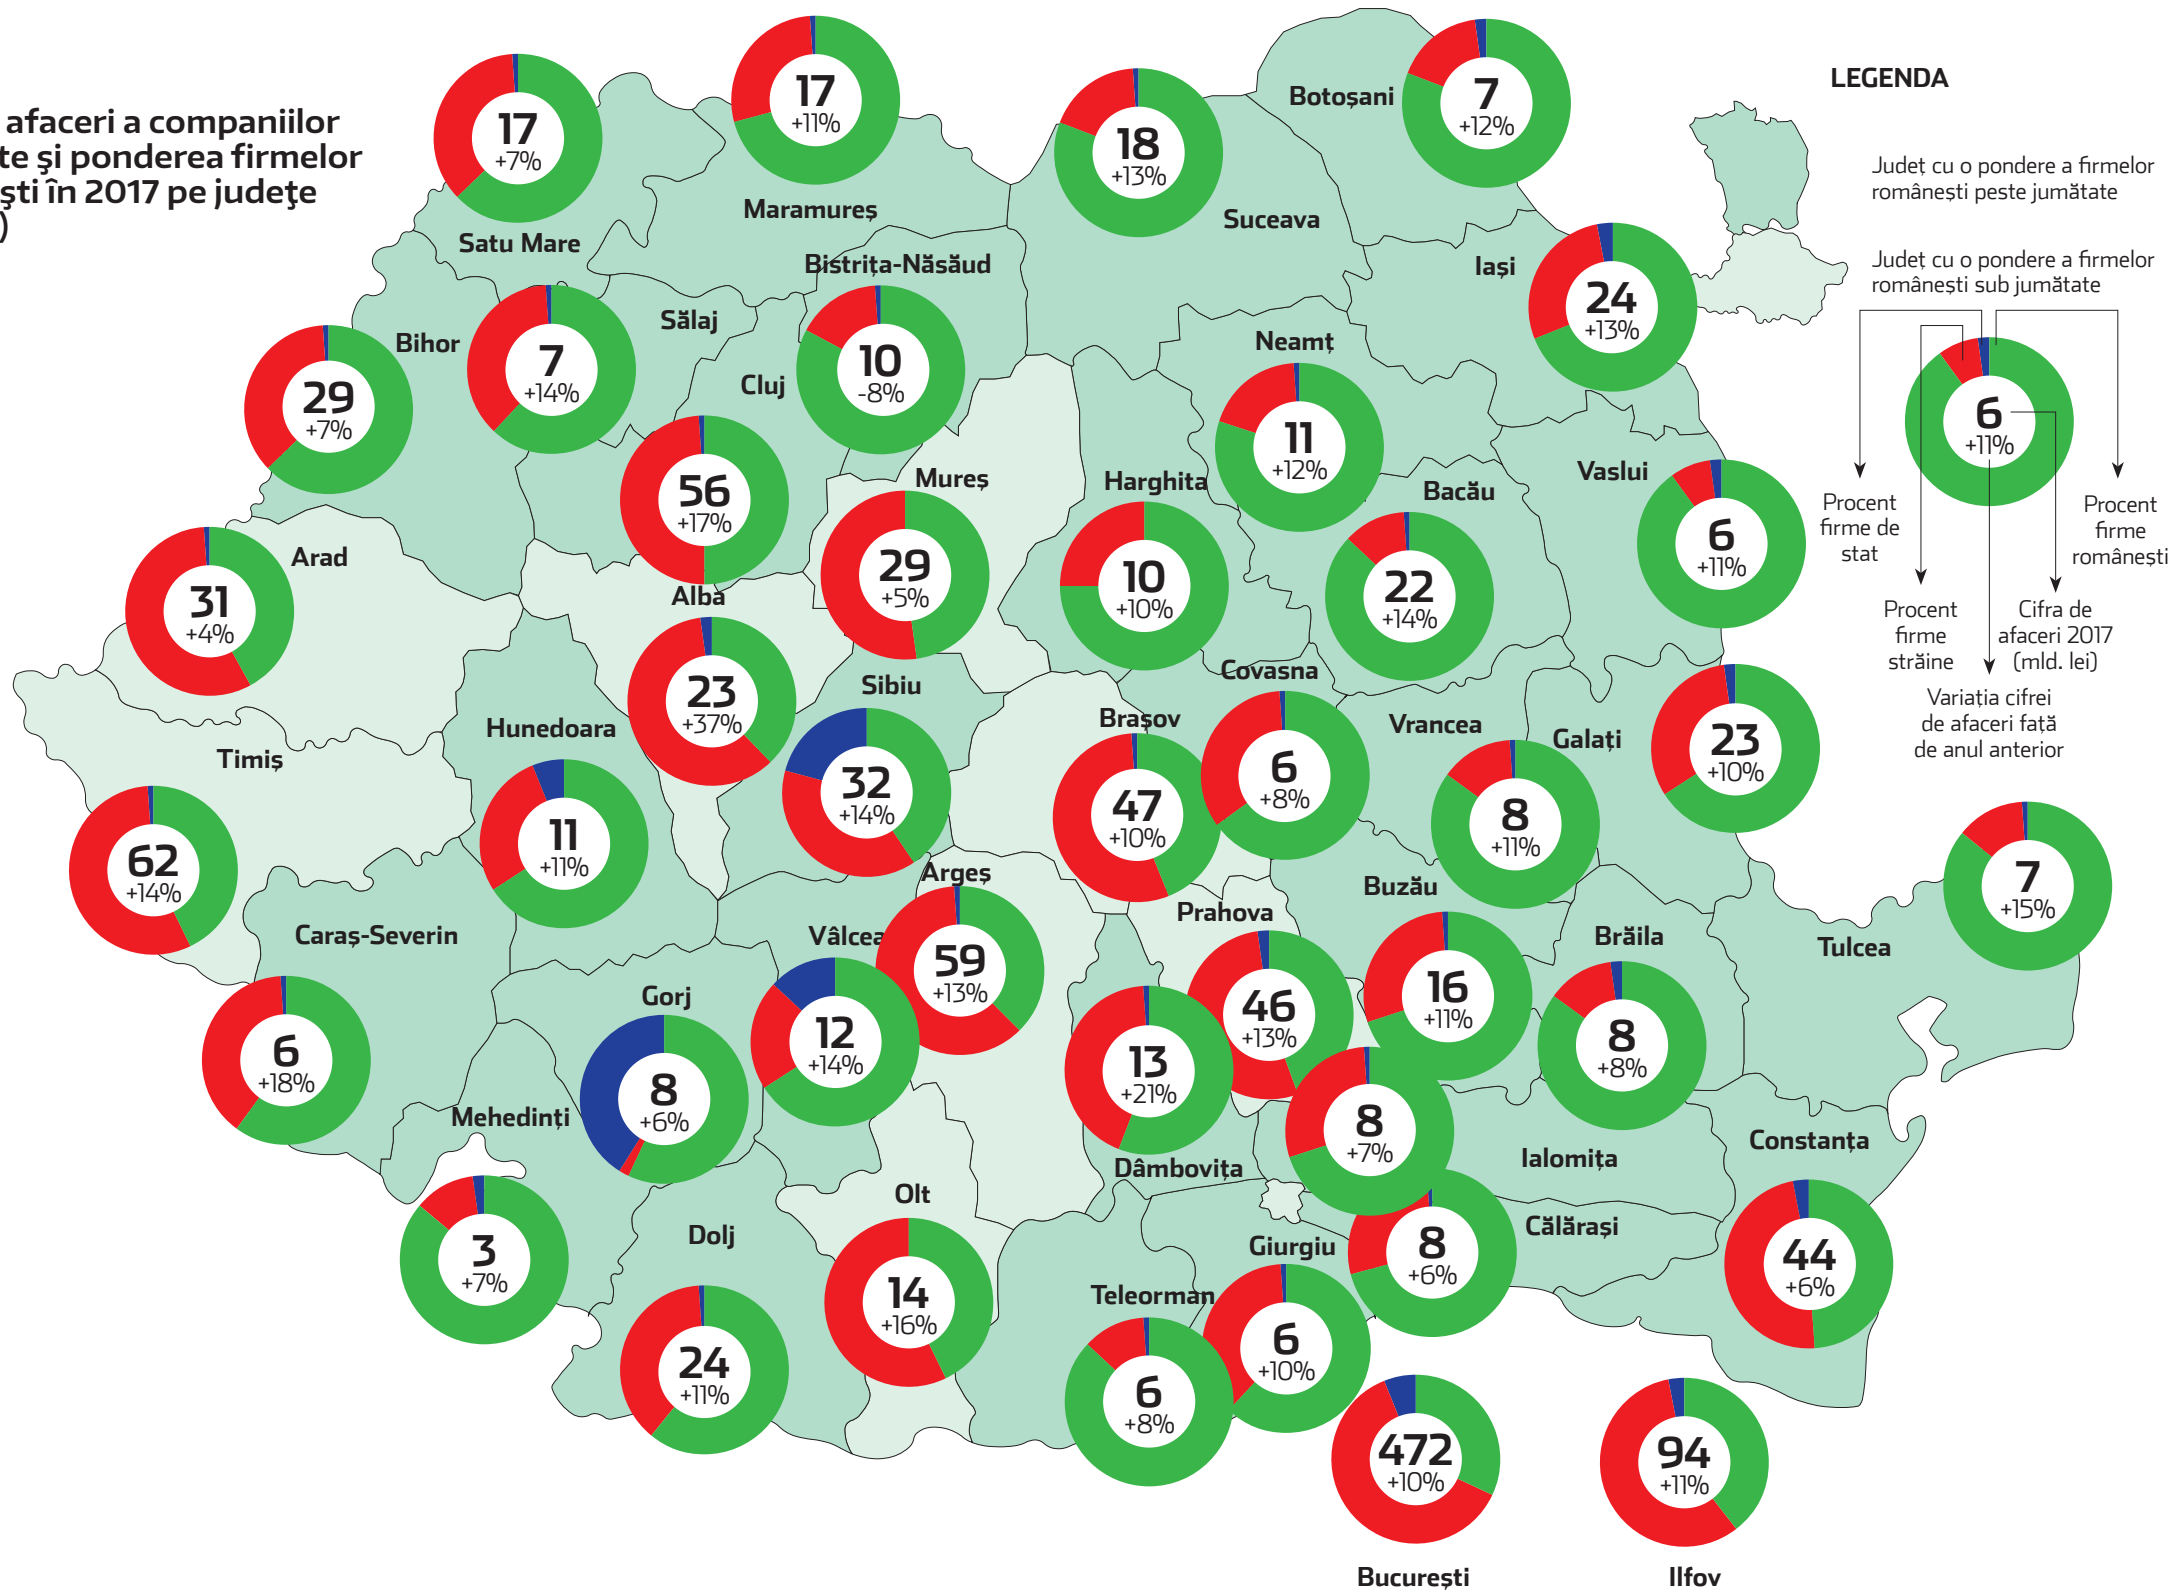 afaceri a companiilor
te şi ponderea firmelor
şti în 2017 pe județe
)
LEGENDA
Județ cu o pondere a firmelor
românești peste jumătate
Județ cu o pondere a firmelor
românești sub jumătate
6
+11%
Procent
firme de
stat
Procent
firme
românești
Procent
firme
străine
Cifra de
afaceri 2017
(mld. lei)
Variația cifrei
de afaceri față
de anul anterior
17
+7%
Satu Mare
17
+11%
Maramureș
18
+13%
Suceava
Botoșani
7
+12%
Iași
24
+13%
Bistrița-Năsăud
10
-8%
Sălaj
7
+14%
Bihor
29
+7%
Cluj
56
+17%
Neamț
11
+12%
Mureș
29
+5%
Harghita
10
+10%
Bacău
22
+14%
Vaslui
6
+11%
Arad
31
+4%
Alba
23
+37%
Sibiu
32
+14%
Covasna
6
+8%
Brașov
47
+10%
Vrancea
8
+11%
Galați
23
+10%
Hunedoara
11
+11%
Timiș
62
+14%
Caraș-Severin
6
+18%
Argeș
59
+13%
Vâlcea
12
+14%
Prahova
46
+13%
Buzău
16
+11%
Brăila
8
+8%
Tulcea
7
+15%
Gorj
8
+6%
13
+21%
Dâmbovița
Mehedinți
3
+7%
8
+7%
Ialomița
Constanța
44
+6%
Olt
14
+16%
Dolj
24
+11%
Călărași
8
+6%
Giurgiu
6
+10%
Teleorman
6
+8%
472
+10%
București
94
+11%
Ilfov